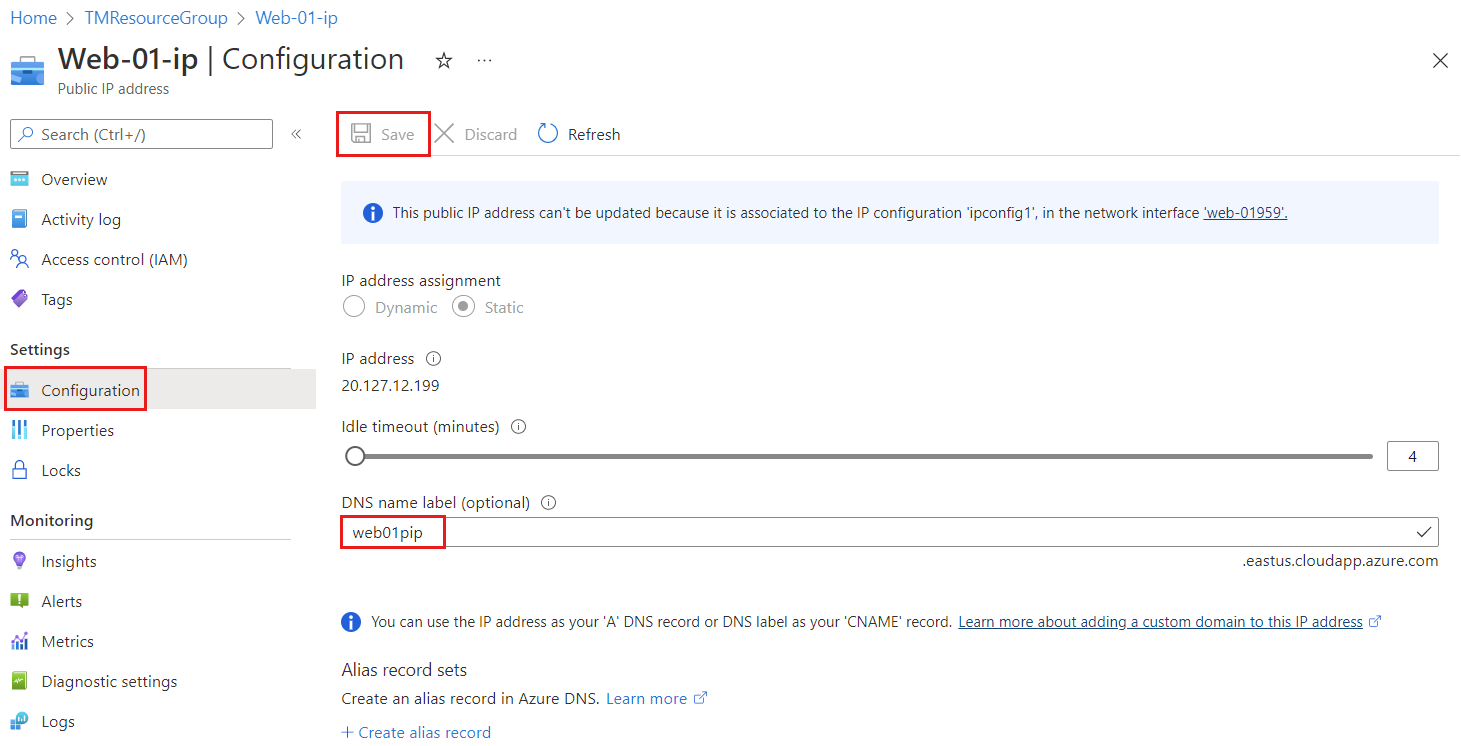 Home > TMResourceGroup > Web-01-ip
Web-01-ip | Configuration ☆ ...
Public IP address
Search (Ctrl+/) «
Save Discard Refresh
Overview
Activity log
Access control (IAM)
Tags
Settings
Configuration
Properties
Locks
Monitoring
Insights
Alerts
Metrics
Diagnostic settings
Logs
This public IP address can't be updated because it is associated to the IP configuration 'ipconfig1', in the network interface 'web-01959'.
IP address assignment
Dynamic Static
IP address
20.127.12.199
Idle timeout (minutes)
4
DNS name label (optional)
web01pip
.eastus.cloudapp.azure.com
You can use the IP address as your 'A' DNS record or DNS label as your 'CNAME' record. Learn more about adding a custom domain to this IP address
Alias record sets
Create an alias record in Azure DNS. Learn more
+ Create alias record